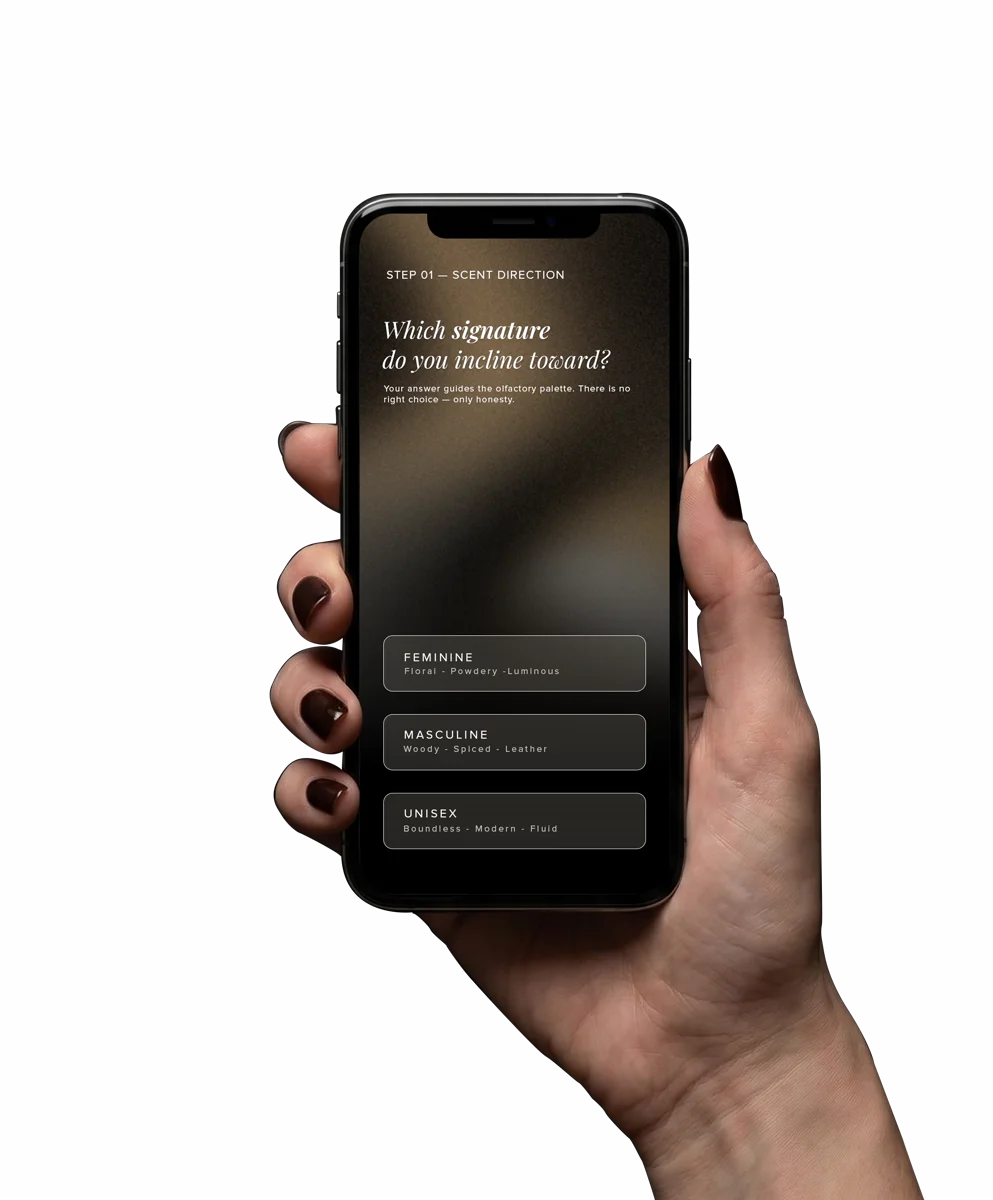 STEP 01 — SCENT DIRECTION
Which signature
do you incline toward?
Your answer guides the olfactory palette. There is no
right choice — only honesty.
FEMININE
Floral - Powdery -Luminous
MASCULINE
Woody - Spiced - Leather
UNISEX
Boundless - Modern - Fluid